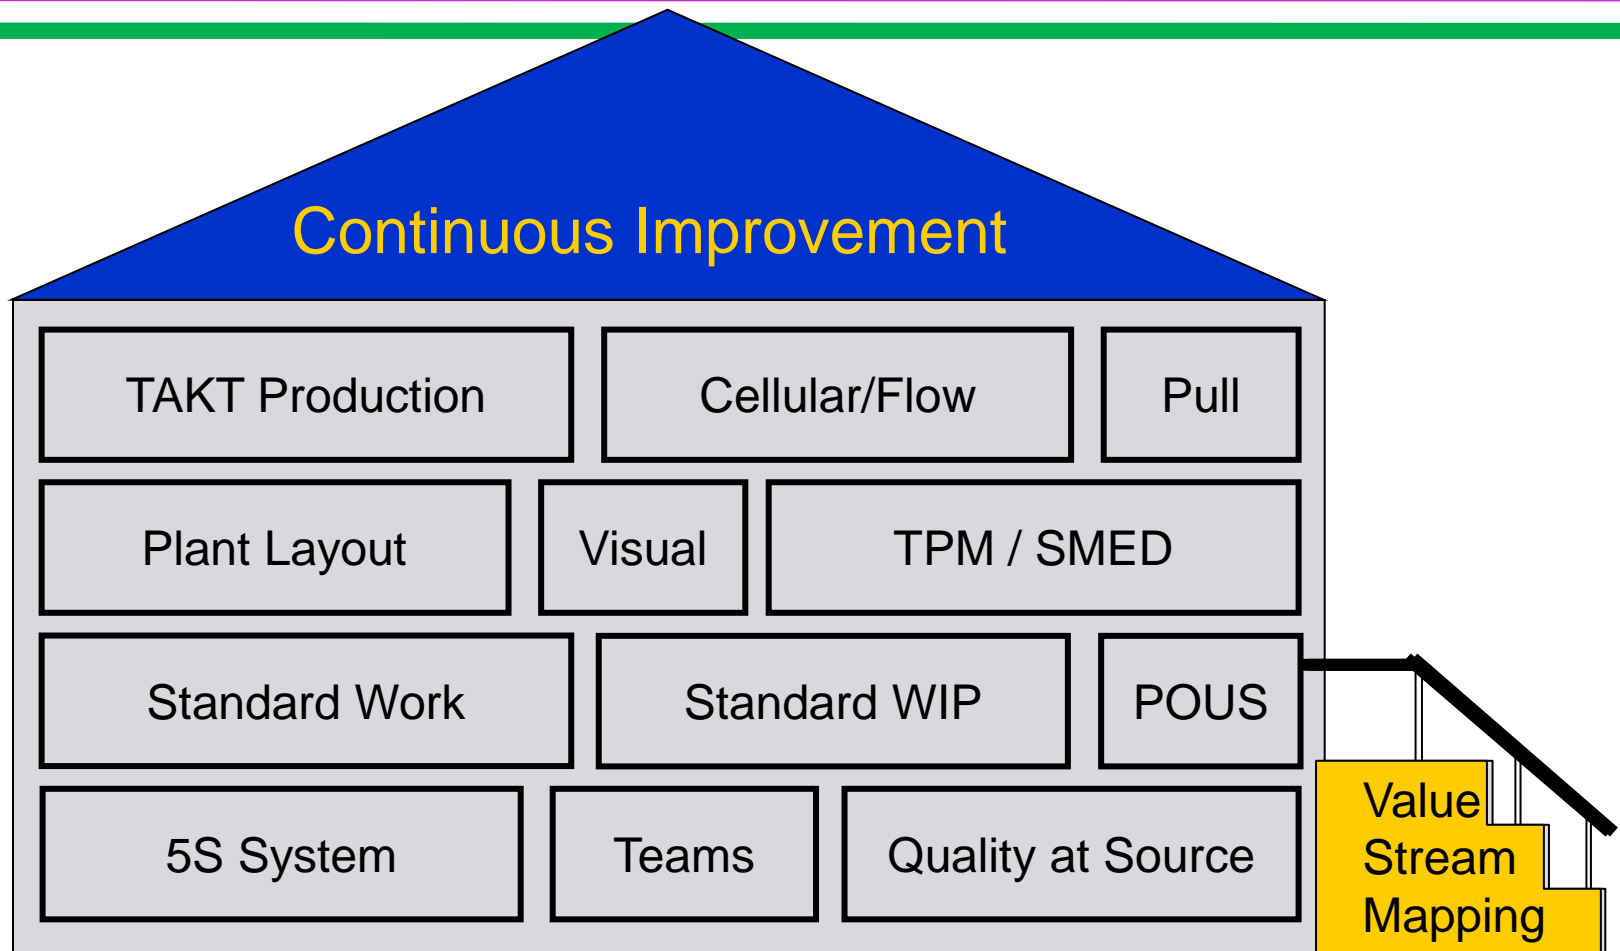 Continuous Improvement
TAKT Production
Cellular/Flow
Pull
Plant Layout
Visual
TPM / SMED
Standard Work
Standard WIP
POUS
5S System
Teams
Quality at Source
Value
Stream
Mapping